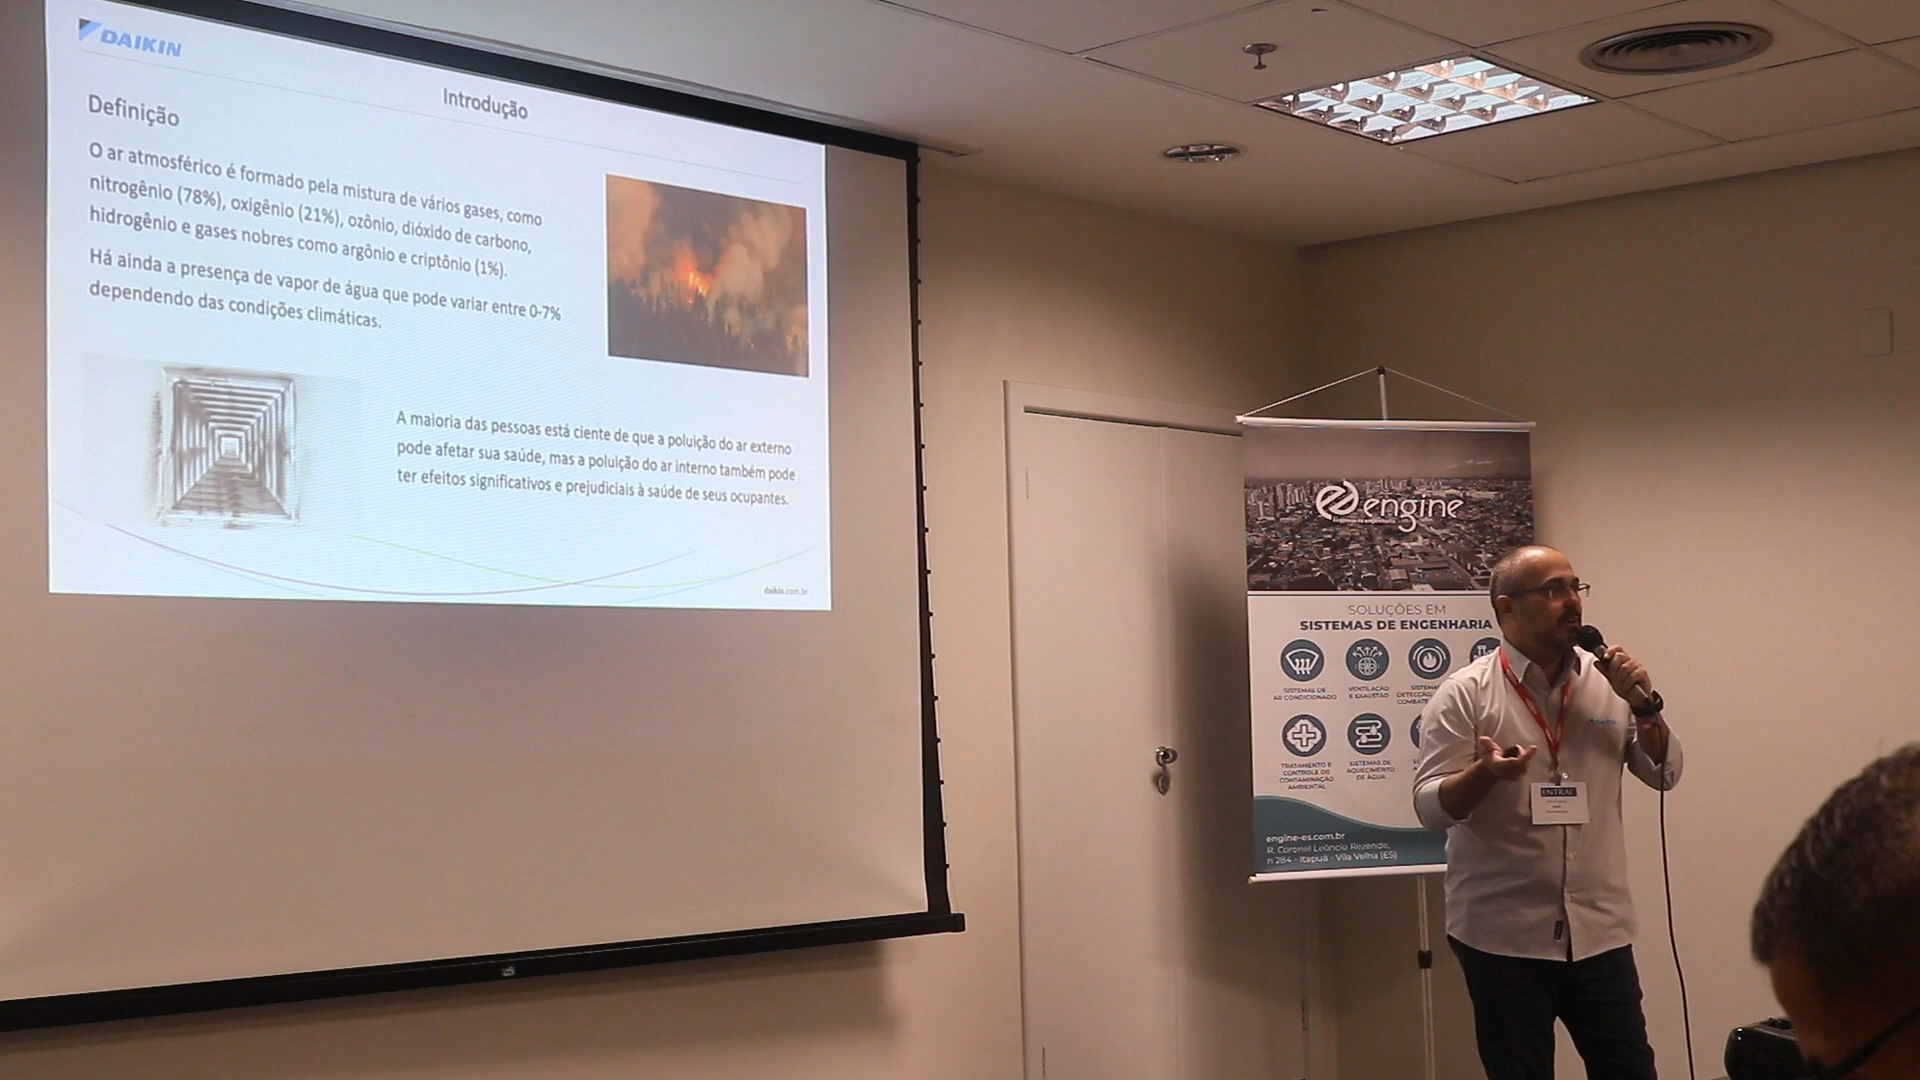 DAIKIN
Introdução
Definição
O ar atmosférico é formado pela mistura de vários gases, como
nitrogênio (78%), oxigênio (21%), ozônio, dióxido de carbono,
hidrogênio e gases nobres como argônio e criptônio (1%).
Há ainda a presença de vapor de água que pode variar entre 0-7%
dependendo das condições climáticas.
A maioria das pessoas está ciente de que a poluição do ar externo
pode afetar sua saúde, mas a poluição do ar interno também pode
ter efeitos significativos e prejudiciais à saúde de seus ocupantes.
daikin.com.br
engine
SOLUÇÕES EM
SISTEMAS DE ENGENHARIA
SISTEMAS DE
AR CONDICIONADO
VENTILAÇÃO
E EXAUSTÃO
TRATAMENTO E
CONTROLE DE
CONTAMINAÇÃO
AMBIENTAL
SISTEMAS DE
AQUECIMENTO
DE ÁGUA
engine-es.com.br
R. Coronel Leôncio Rezende,
n 284 - Itapuã - Vila Velha (ES)
ENTRAC